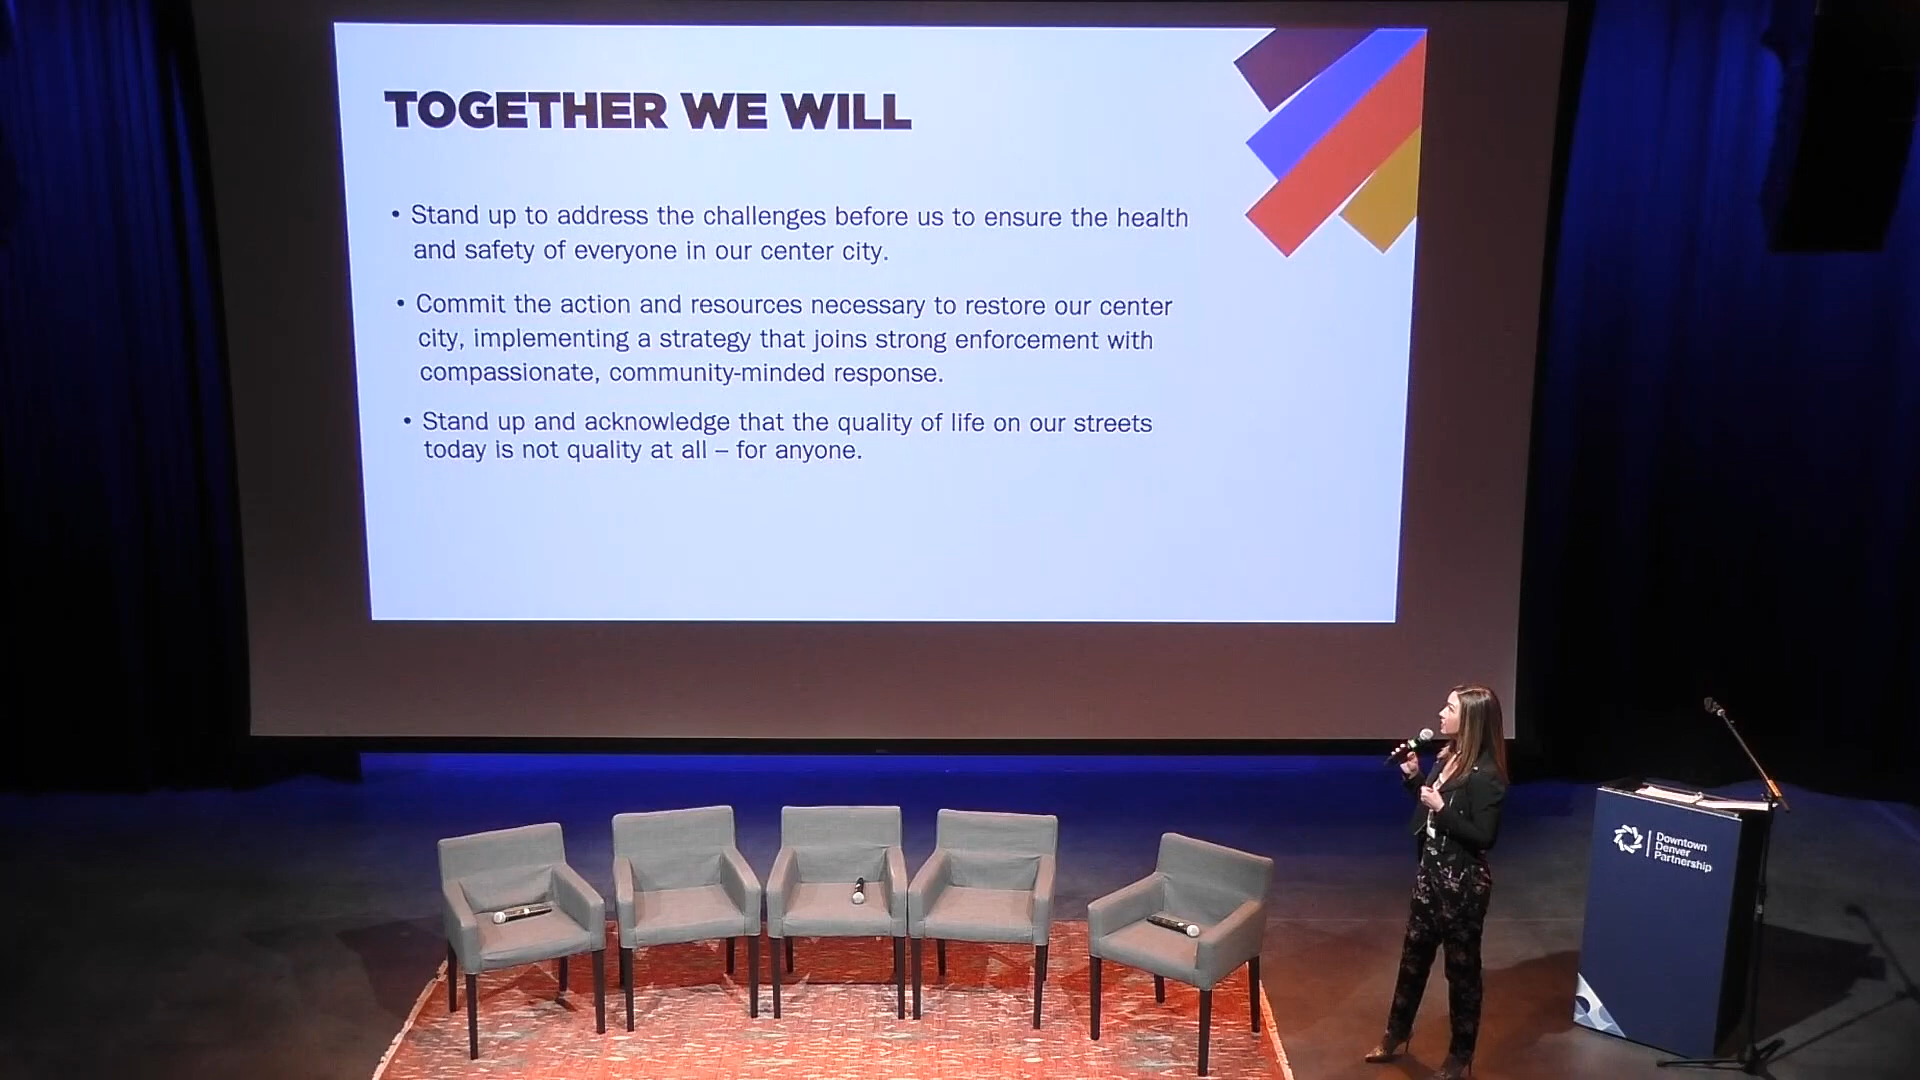 TOGETHER WE WILL
• Stand up to address the challenges before us to ensure the health
and safety of everyone in our center city.
• Commit the action and resources necessary to restore our center
city, implementing a strategy that joins strong enforcement with
compassionate, community-minded response.
• Stand up and acknowledge that the quality of life on our streets
today is not quality at all – for anyone.
Downtown
Denver
Partnership